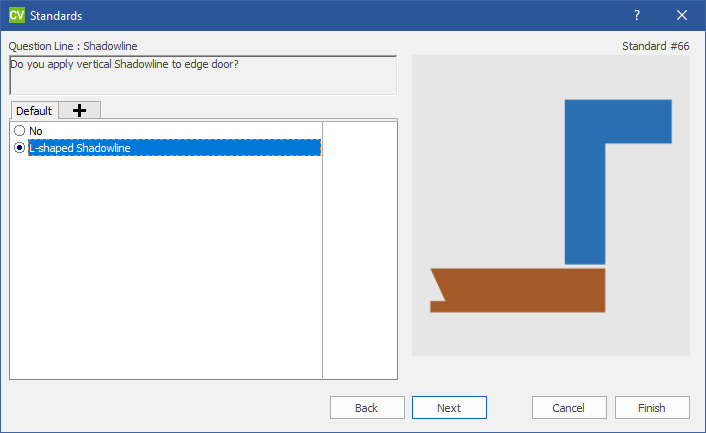 CV Standards ?
Question Line : Shadowline Standard #66
Do you apply vertical Shadowline to edge door?
Default
No
L-shaped Shadowline
Back Next Cancel Finish